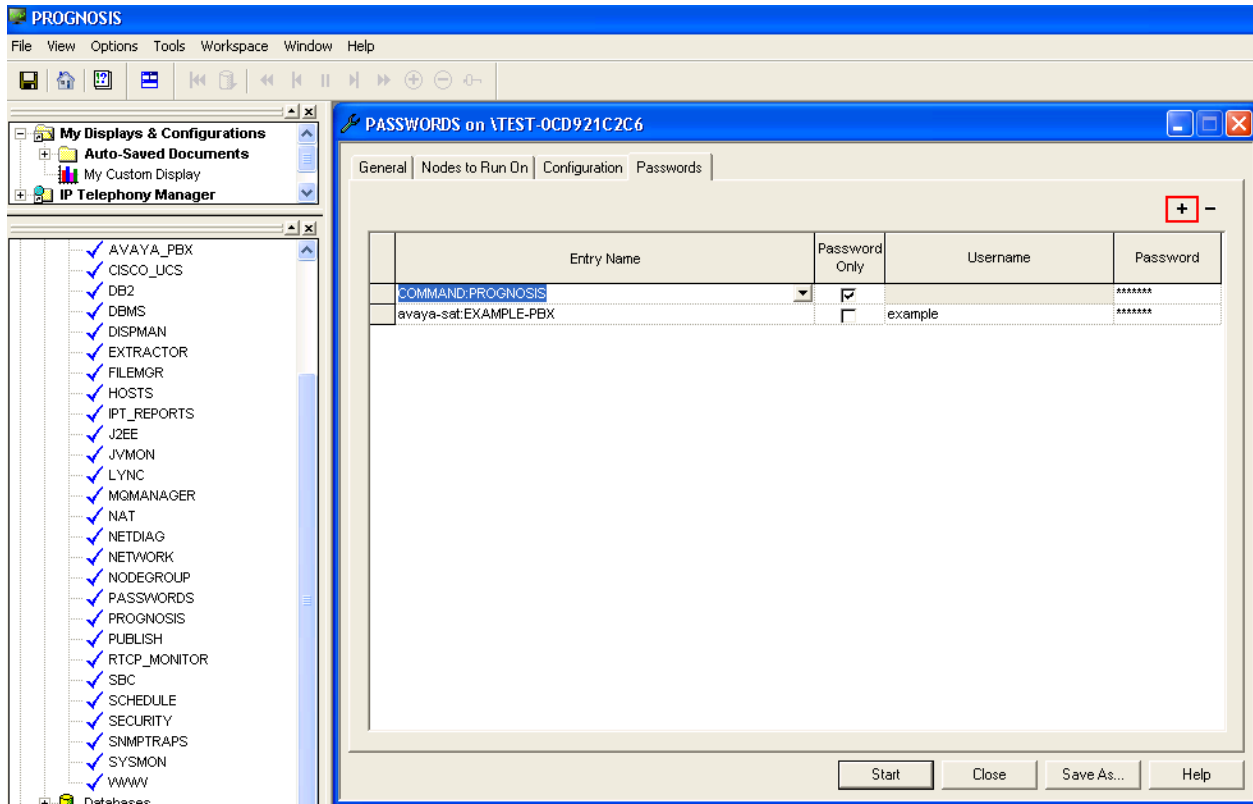 PROGNOSIS
File View Options Tools Workspace Window Help
My Displays & Configurations
Auto-Saved Documents
My Custom Display
IP Telephony Manager
AVAYA_PBX
CISCO_UCS
DB2
DBMS
DISPMAN
EXTRACTOR
FILEMGR
HOSTS
IPT_REPORTS
J2EE
JVMON
LYNC
MQMANAGER
NAT
NETDIAG
NETWORK
NODEGROUP
PASSWORDS
PROGNOSIS
PUBLISH
RTCP_MONITOR
SBC
SCHEDULE
SECURITY
SNMPTRAPS
SYSMON
WWW
Databases
PASSWORDS on \TEST-0CD921C2C6
General Nodes to Run On Configuration Passwords
+ −
Entry Name Password Only Username Password
COMMAND:PROGNOSIS *******
avaya-sat:EXAMPLE-PBX example *******
Start Close Save As... Help